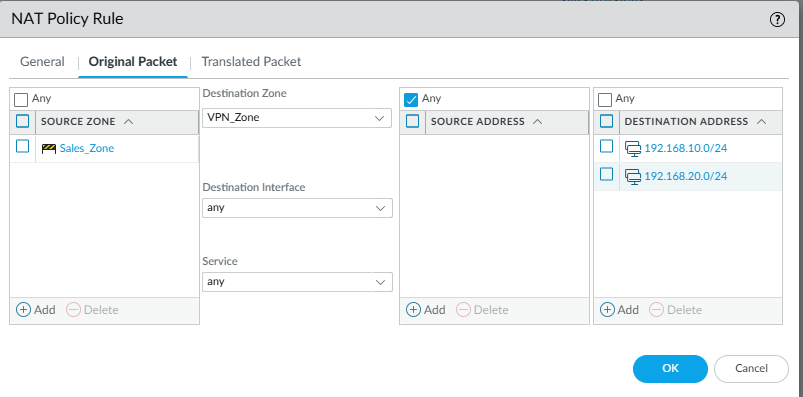 NAT Policy Rule
General
Original Packet
Translated Packet
Any
SOURCE ZONE
Sales_Zone
Add
Delete
Destination Zone
VPN_Zone
Destination Interface
any
Service
any
Any
SOURCE ADDRESS
Add
Delete
Any
DESTINATION ADDRESS
192.168.10.0/24
192.168.20.0/24
Add
Delete
OK
Cancel